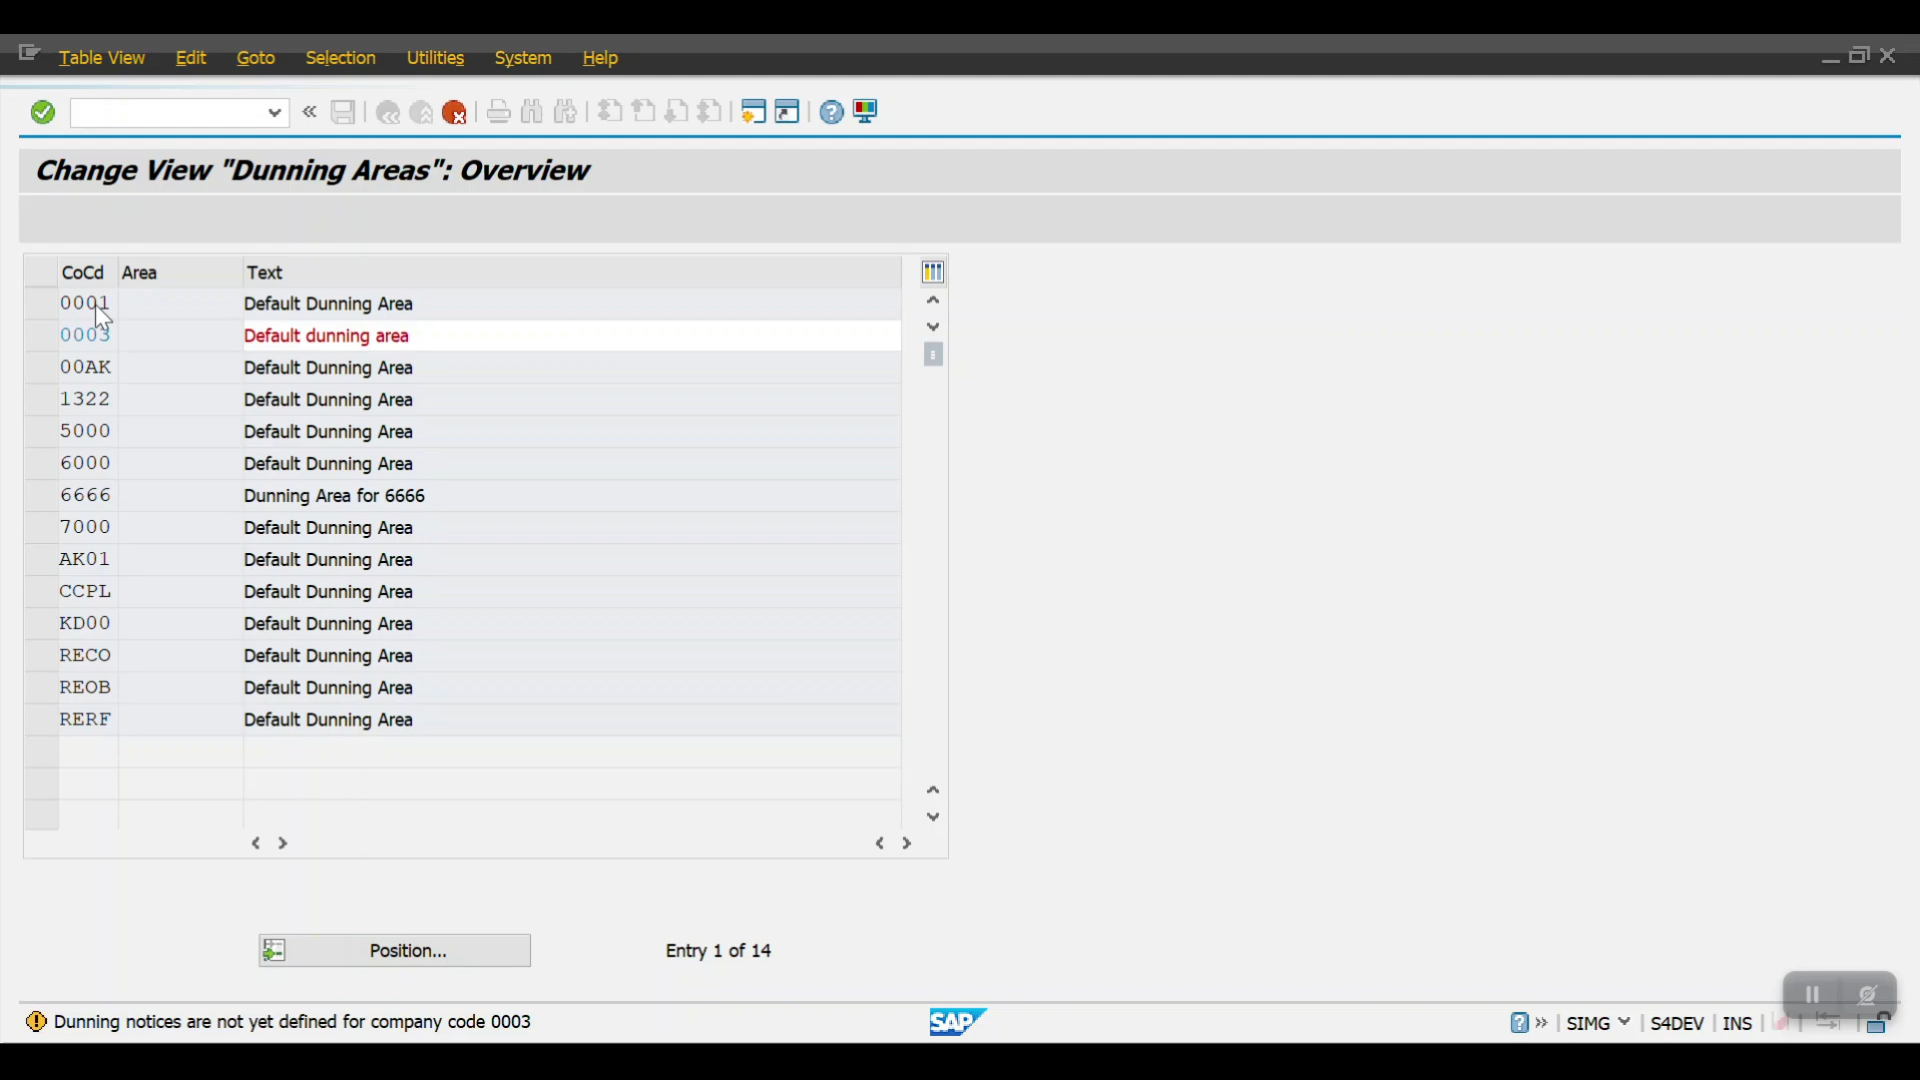 Table View Edit Goto Selection Utilities System Help
Change View "Dunning Areas": Overview
CoCd Area Text
0001 Default Dunning Area
0003 Default dunning area
00AK Default Dunning Area
1322 Default Dunning Area
5000 Default Dunning Area
6000 Default Dunning Area
6666 Dunning Area for 6666
7000 Default Dunning Area
AK01 Default Dunning Area
CCPL Default Dunning Area
KD00 Default Dunning Area
RECO Default Dunning Area
REOB Default Dunning Area
RERF Default Dunning Area
Position... Entry 1 of 14
Dunning notices are not yet defined for company code 0003 SAP SIMG S4DEV INS